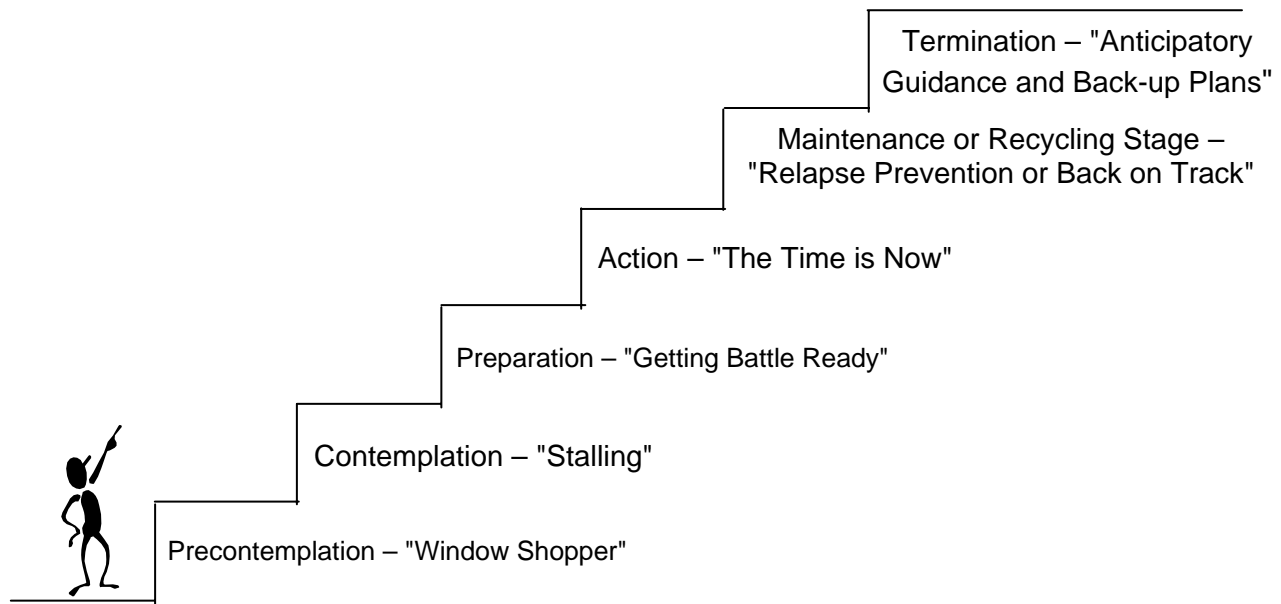 Termination – "Anticipatory
Guidance and Back-up Plans"
Maintenance or Recycling Stage –
"Relapse Prevention or Back on Track"
Action – "The Time is Now"
Preparation – "Getting Battle Ready"
Contemplation – "Stalling"
Precontemplation – "Window Shopper"